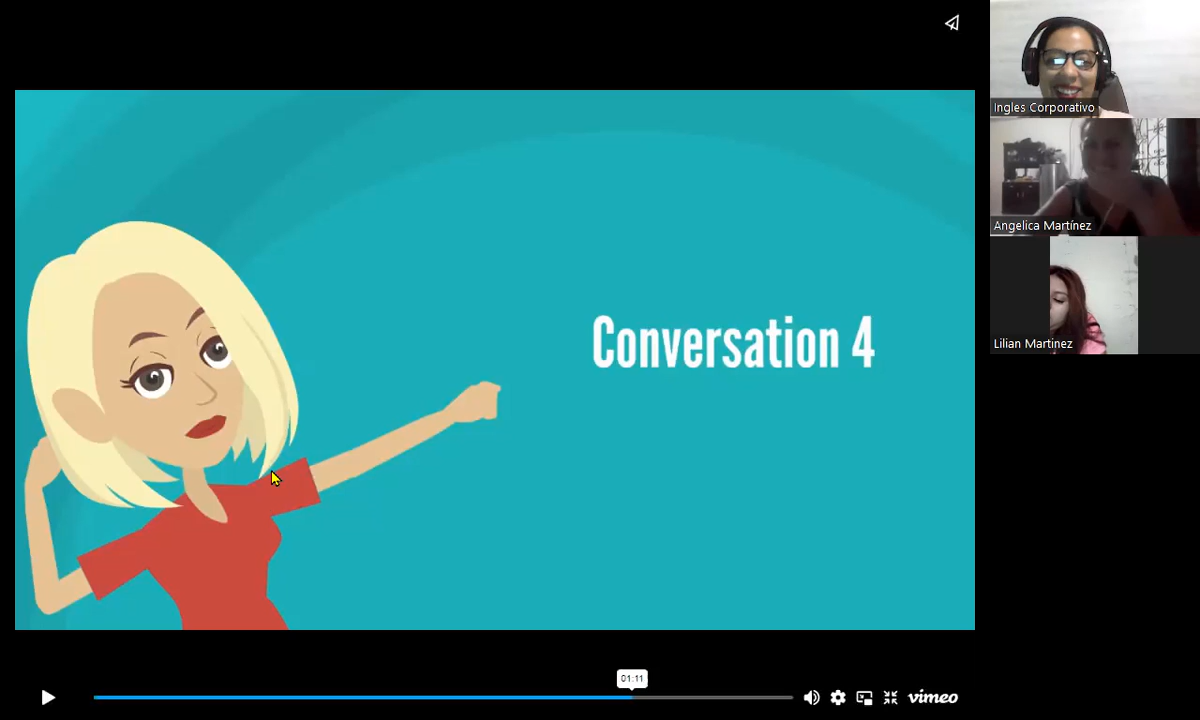 Conversation 4
01:11
vimeo
Ingles Corporativo
Angelica Martínez
Lilian Martinez